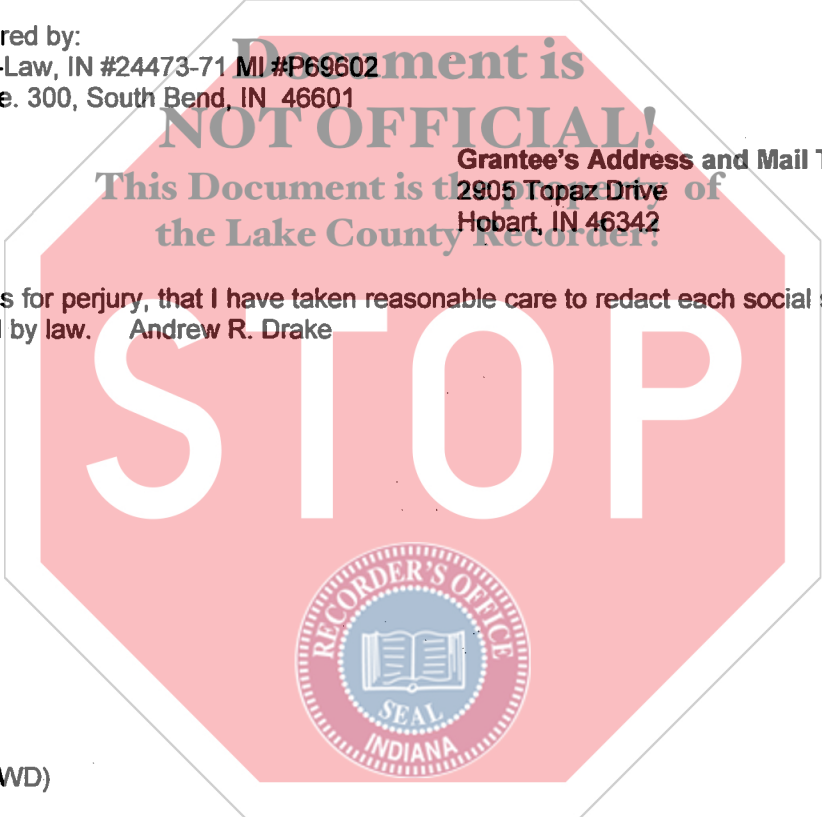 red by:
-Law, IN #24473-71 MI #P69602
e. 300, South Bend, IN 46601
Document is
NOT OFFICIAL!
This Document is the property of
the Lake County Recorder!
Grantee's Address and Mail T
2905 Topaz Drive
Hobart, IN 46342
s for perjury, that I have taken reasonable care to redact each social s
d by law. Andrew R. Drake
STOP
RECORDER'S OFFICE
SEAL
INDIANA
WD)